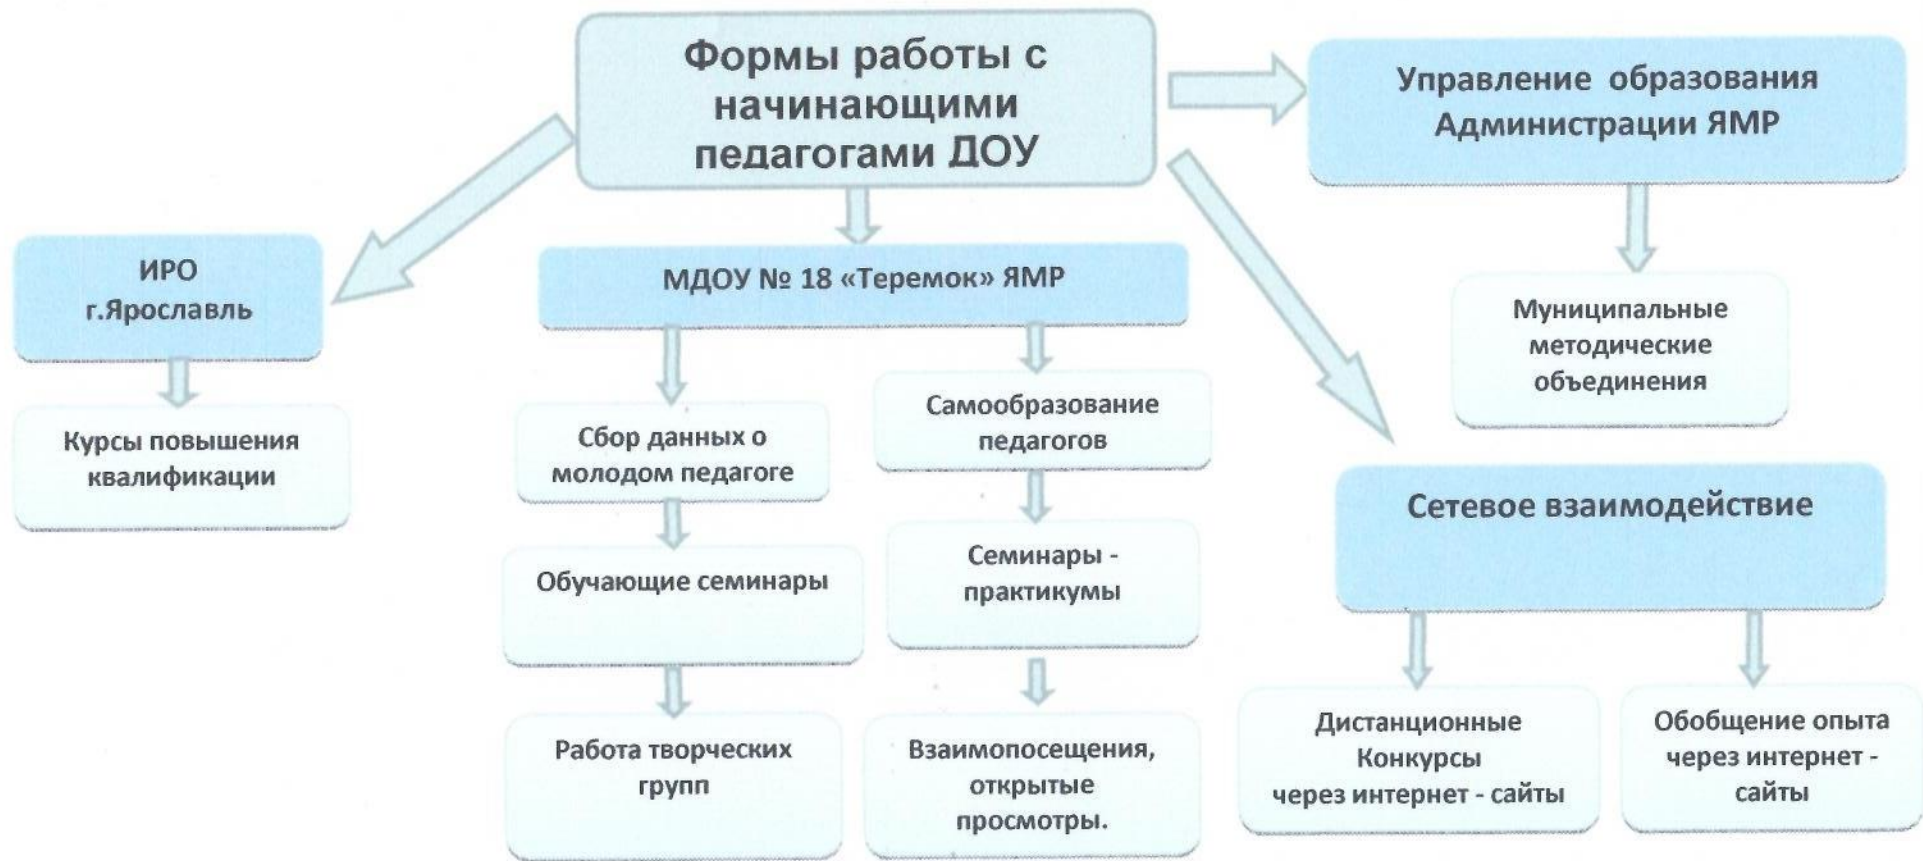 Формы работы с
начинающими
педагогами ДОУ
Управление образования
Администрации ЯМР
ИРО
г.Ярославль
МДОУ № 18 «Теремок» ЯМР
Муниципальные
методические
объединения
Курсы повышения
квалификации
Сбор данных о
молодом педагоге
Самообразование
педагогов
Сетевое взаимодействие
Обучающие семинары
Семинары -
практикумы
Работа творческих
групп
Взаимопосещения,
открытые
просмотры.
Дистанционные
Конкурсы
через интернет - сайты
Обобщение опыта
через интернет -
сайты